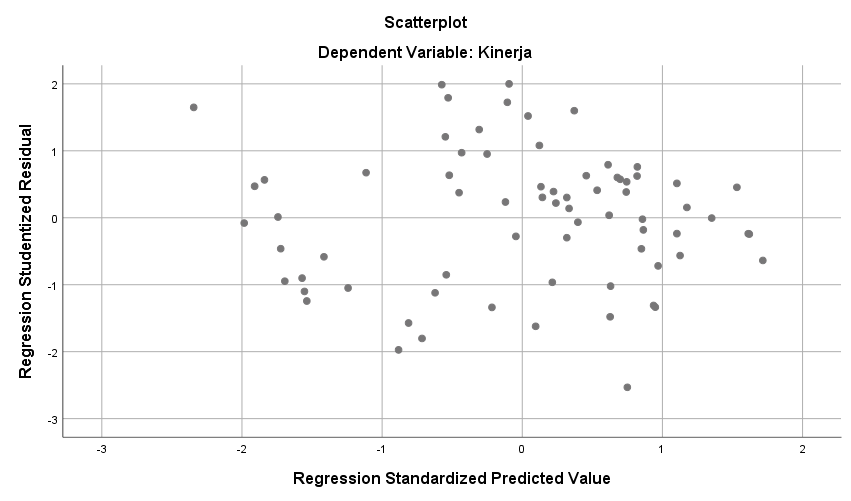 Scatterplot
Dependent Variable: Kinerja
Regression Studentized Residual
2
1
0
-1
-2
-3
-3 -2 -1 0 1 2
Regression Standardized Predicted Value